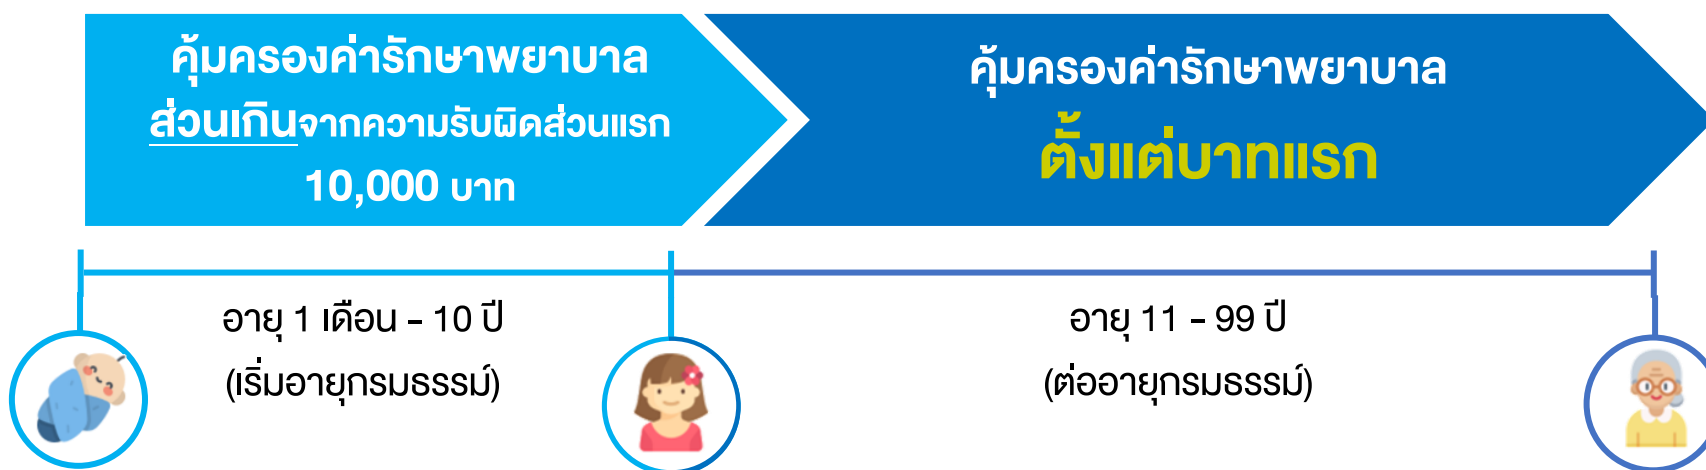 คุ้มครองค่ารักษาพยาบาล
ส่วนเกินจากความรับผิดส่วนแรก
10,000 บาท
คุ้มครองค่ารักษาพยาบาล
ตั้งแต่บาทแรก
อายุ 1 เดือน - 10 ปี
(เริ่มอายุกรมธรรม์)
อายุ 11 - 99 ปี
(ต่ออายุกรมธรรม์)